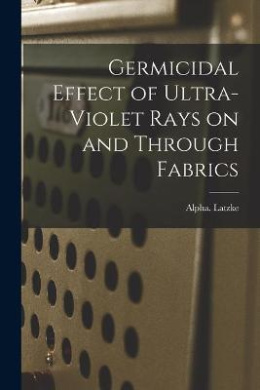 Germicidal
Effect of Ultra-
Violet Rays on
and Through
Fabrics
Alpha. Latzke